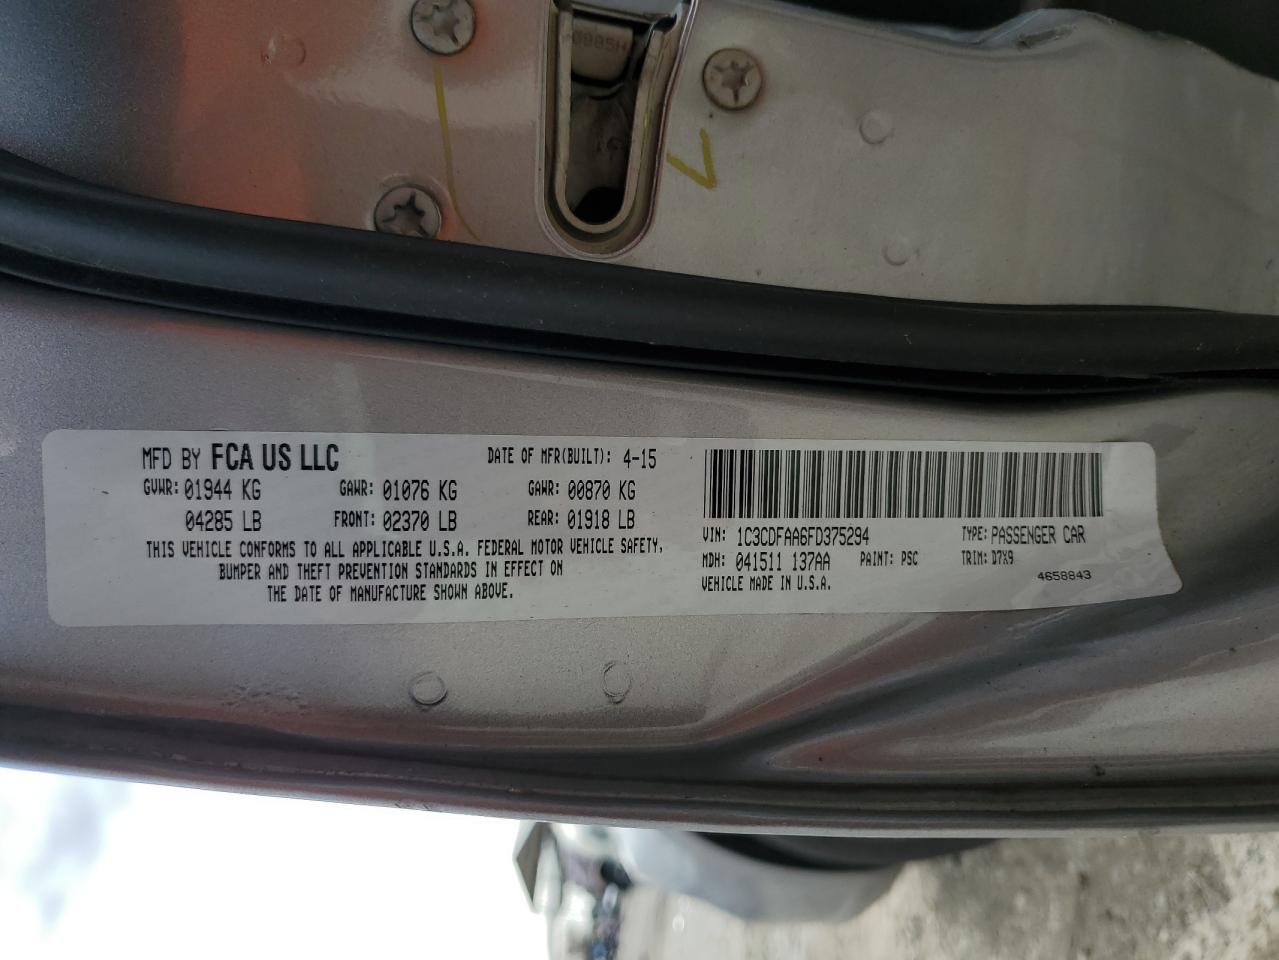 MFD BY FCA US LLC DATE OF MFR(BUILT): 4-15
GVWR: 01944 KG GAWR: 01076 KG GAWR: 00870 KG
04285 LB FRONT: 02370 LB REAR: 01918 LB
THIS VEHICLE CONFORMS TO ALL APPLICABLE U.S.A. FEDERAL MOTOR VEHICLE SAFETY,
BUMPER AND THEFT PREVENTION STANDARDS IN EFFECT ON
THE DATE OF MANUFACTURE SHOWN ABOVE.
VIN: 1C3CDFAA6FD375294 TYPE: PASSENGER CAR
MDH: 041511 137AA PAINT: PSC TRIM: D7X9
VEHICLE MADE IN U.S.A. 4658843